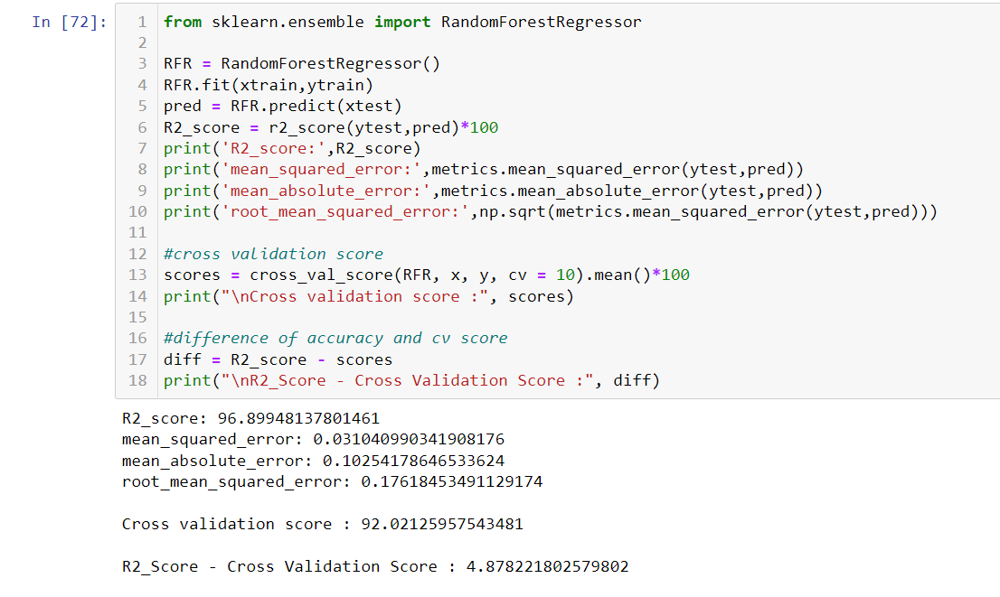 In [72]:
1 from sklearn.ensemble import RandomForestRegressor
2
3 RFR = RandomForestRegressor()
4 RFR.fit(xtrain,ytrain)
5 pred = RFR.predict(xtest)
6 R2_score = r2_score(ytest,pred)*100
7 print('R2_score:',R2_score)
8 print('mean_squared_error:',metrics.mean_squared_error(ytest,pred))
9 print('mean_absolute_error:',metrics.mean_absolute_error(ytest,pred))
10 print('root_mean_squared_error:',np.sqrt(metrics.mean_squared_error(ytest,pred)))
11
12 #cross validation score
13 scores = cross_val_score(RFR, x, y, cv = 10).mean()*100
14 print("\nCross validation score :", scores)
15
16 #difference of accuracy and cv score
17 diff = R2_score - scores
18 print("\nR2_Score - Cross Validation Score :", diff)
R2_score: 96.89948137801461
mean_squared_error: 0.031040990341908176
mean_absolute_error: 0.10254178646533624
root_mean_squared_error: 0.17618453491129174
Cross validation score : 92.02125957543481
R2_Score - Cross Validation Score : 4.878221802579802